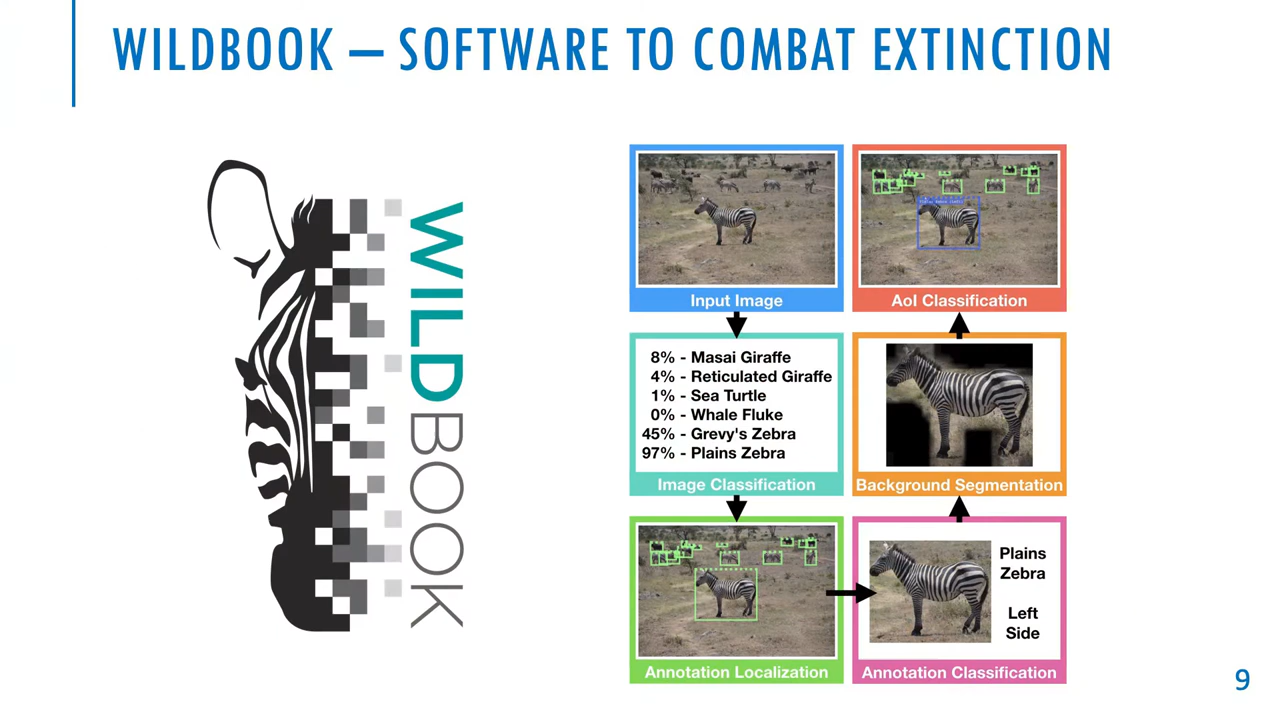 WILDBOOK – SOFTWARE TO COMBAT EXTINCTION
WILDBOOK
Input Image
8% - Masai Giraffe
4% - Reticulated Giraffe
1% - Sea Turtle
0% - Whale Fluke
45% - Grevy's Zebra
97% - Plains Zebra
Image Classification
Annotation Localization
Plains
Zebra
Left
Side
Annotation Classification
Background Segmentation
AoI Classification
9